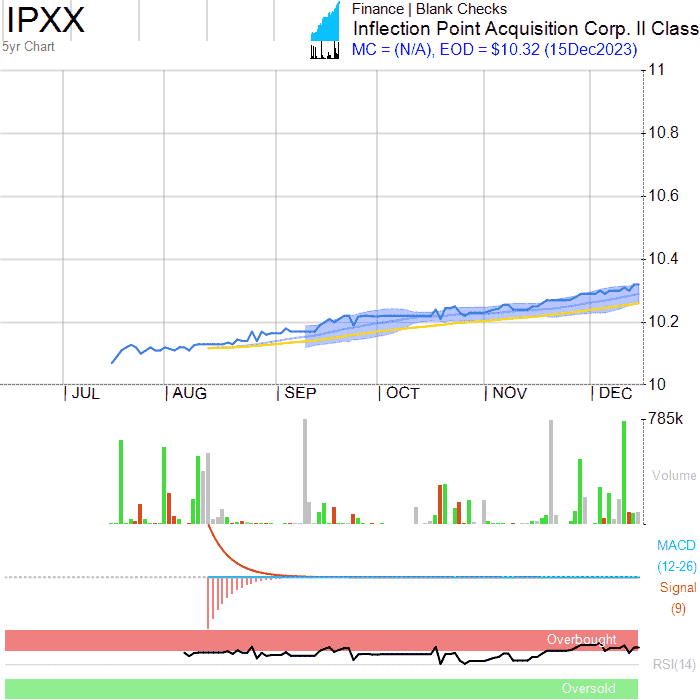 IPXX
5yr Chart
Finance | Blank Checks
Inflection Point Acquisition Corp. II Class
MC = (N/A), EOD = $10.32 (15Dec2023)
11
10.8
10.6
10.4
10.2
10
| JUL | AUG | SEP | OCT | NOV | DEC
785k
Volume
MACD
(12-26)
Signal
(9)
Overbought
RSI(14)
Oversold